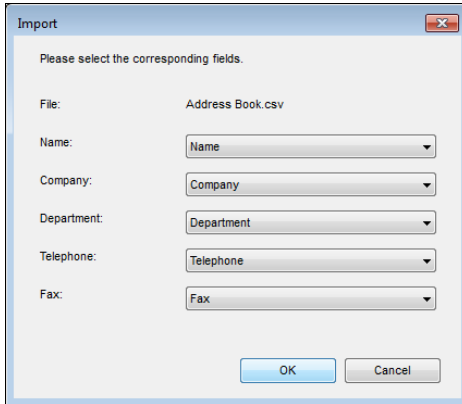 Import
Please select the corresponding fields.
File: Address Book.csv
Name: Name
Company: Company
Department: Department
Telephone: Telephone
Fax: Fax
OK Cancel